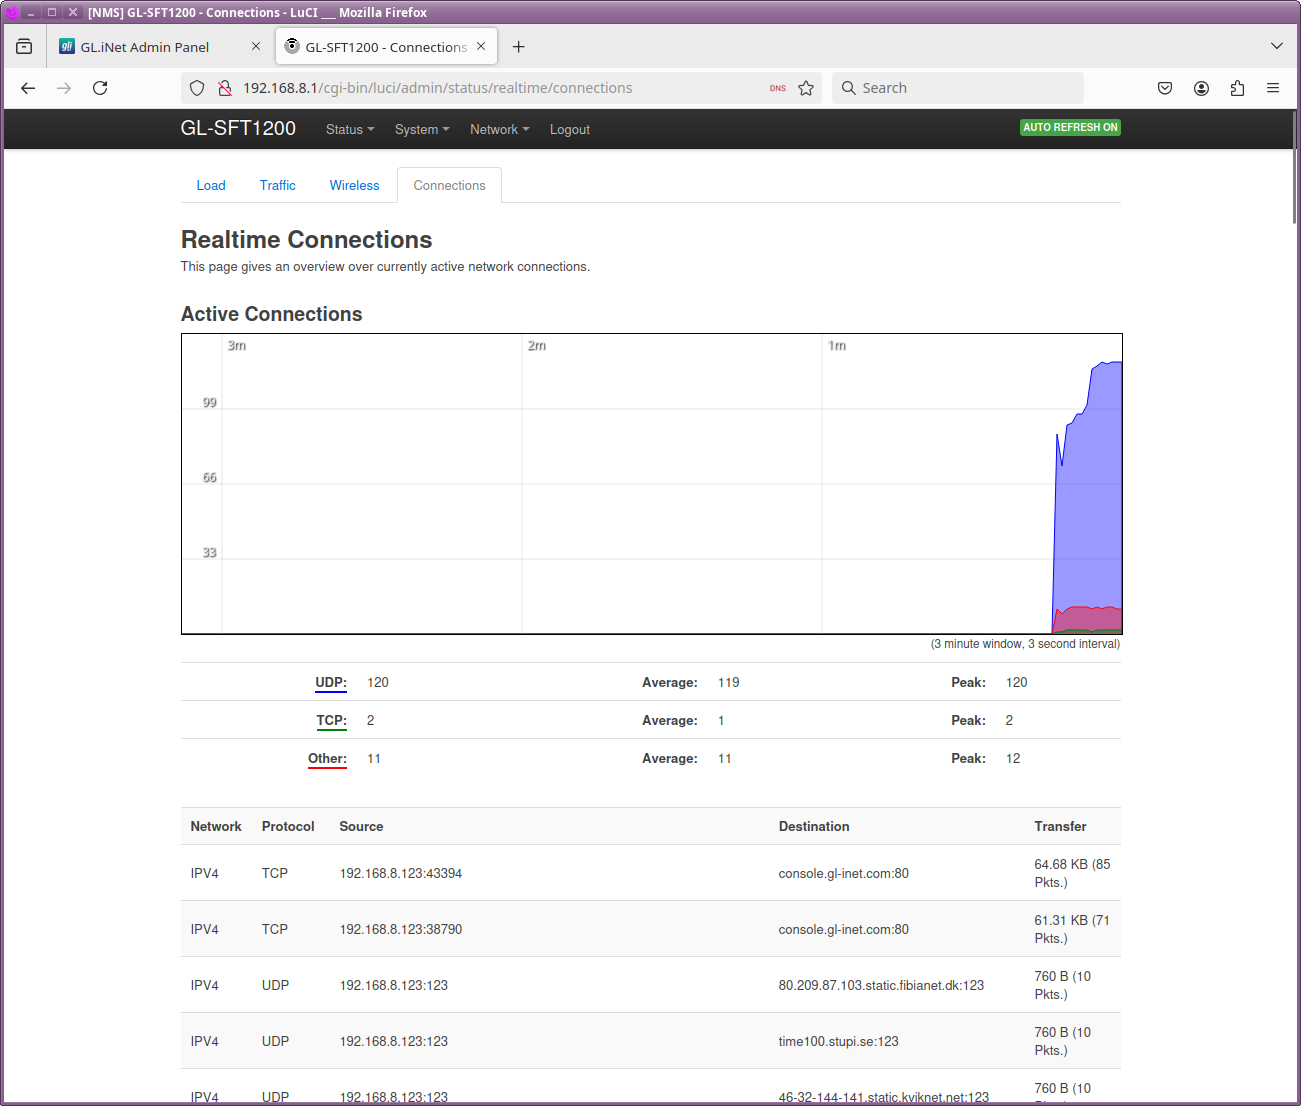 [NMS] GL-SFT1200 - Connections - LuCI ___ Mozilla Firefox
gli GL.iNet Admin Panel
GL-SFT1200 - Connections
192.168.8.1/cgi-bin/luci/admin/status/realtime/connections DNS Search
GL-SFT1200 Status System Network Logout AUTO REFRESH ON
Load Traffic Wireless Connections
Realtime Connections
This page gives an overview over currently active network connections.
Active Connections
3m 2m 1m
99
66
33
(3 minute window, 3 second interval)
UDP: 120 Average: 119 Peak: 120
TCP: 2 Average: 1 Peak: 2
Other: 11 Average: 11 Peak: 12
Network Protocol Source Destination Transfer
IPV4 TCP 192.168.8.123:43394 console.gl-inet.com:80 64.68 KB (85
Pkts.)
IPV4 TCP 192.168.8.123:38790 console.gl-inet.com:80 61.31 KB (71
Pkts.)
IPV4 UDP 192.168.8.123:123 80.209.87.103.static.fibianet.dk:123 760 B (10
Pkts.)
IPV4 UDP 192.168.8.123:123 time100.stupi.se:123 760 B (10
Pkts.)
IPV4 UDP 192.168.8.123:123 46-32-144-141.static.kviknet.net:123 760 B (10